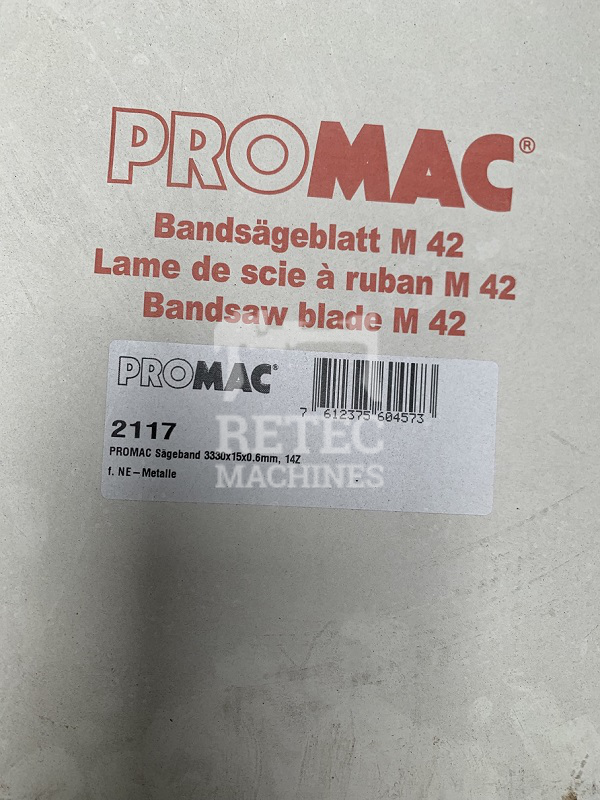 PROMAC®
Bandsägeblatt M 42
Lame de scie à ruban M 42
Bandsaw blade M 42
PROMAC®
7 612375 604573
2117
PROMAC Sägeband 3330x15x0.6mm, 14Z
f. NE-Metalle
RETEC
MACHINES